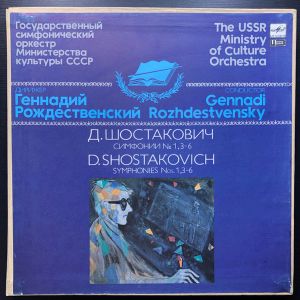 Государственный
симфонический
оркестр
Министерства
культуры СССР
The USSR
Ministry
of Culture
Orchestra
ДИРИЖЕР
Геннадий
Рождественский
CONDUCTOR
Gennadi
Rozhdestvensky
Д. ШОСТАКОВИЧ
СИМФОНИИ № 1, 3-6
D. SHOSTAKOVICH
SYMPHONIES Nos. 1, 3-6